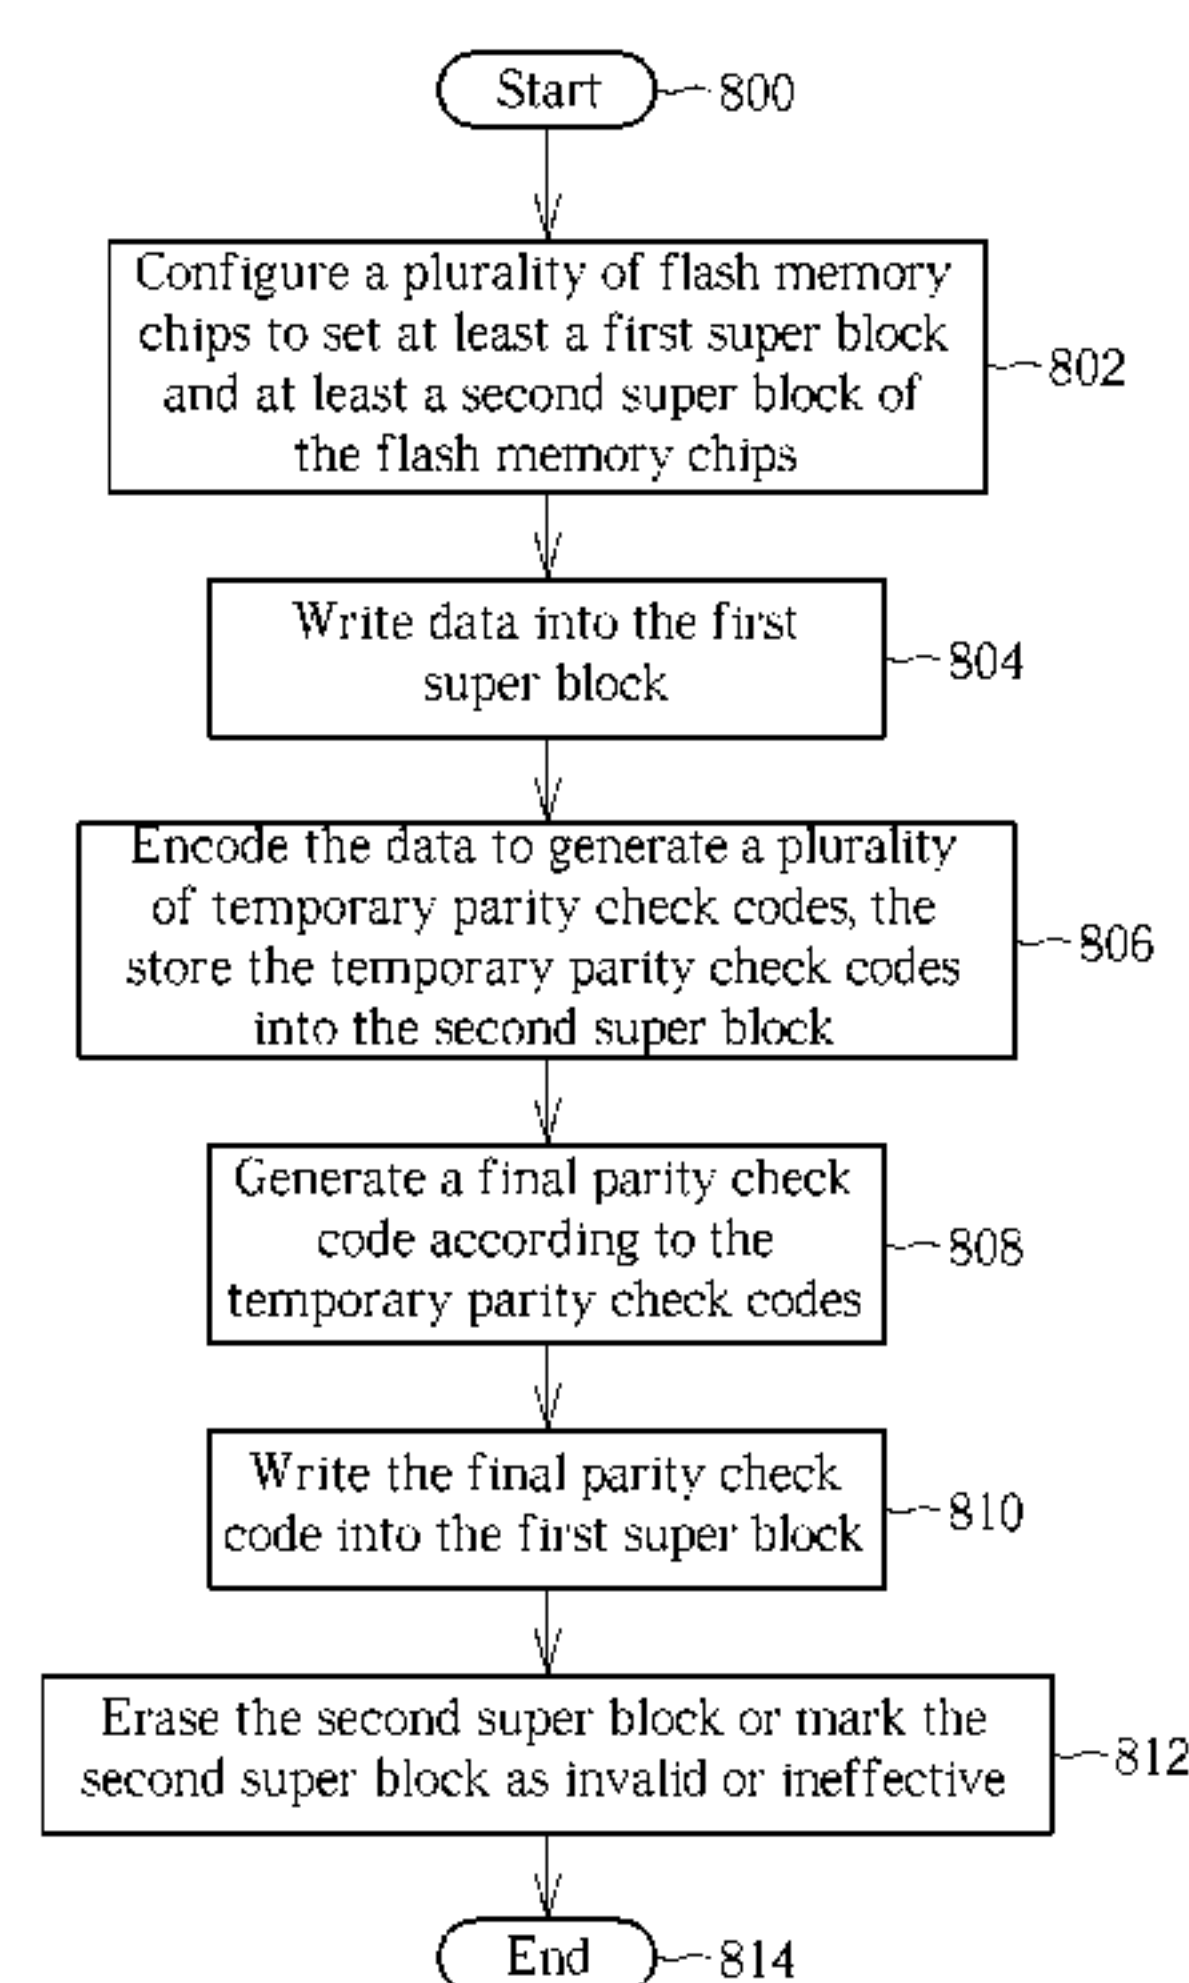 Start 800
Configure a plurality of flash memory
chips to set at least a first super block
and at least a second super block of
the flash memory chips
802
Write data into the first
super block
804
Encode the data to generate a plurality
of temporary parity check codes, the
store the temporary parity check codes
into the second super block
806
Generate a final parity check
code according to the
temporary parity check codes
808
Write the final parity check
code into the first super block
810
Erase the second super block or mark the
second super block as invalid or ineffective
812
End 814